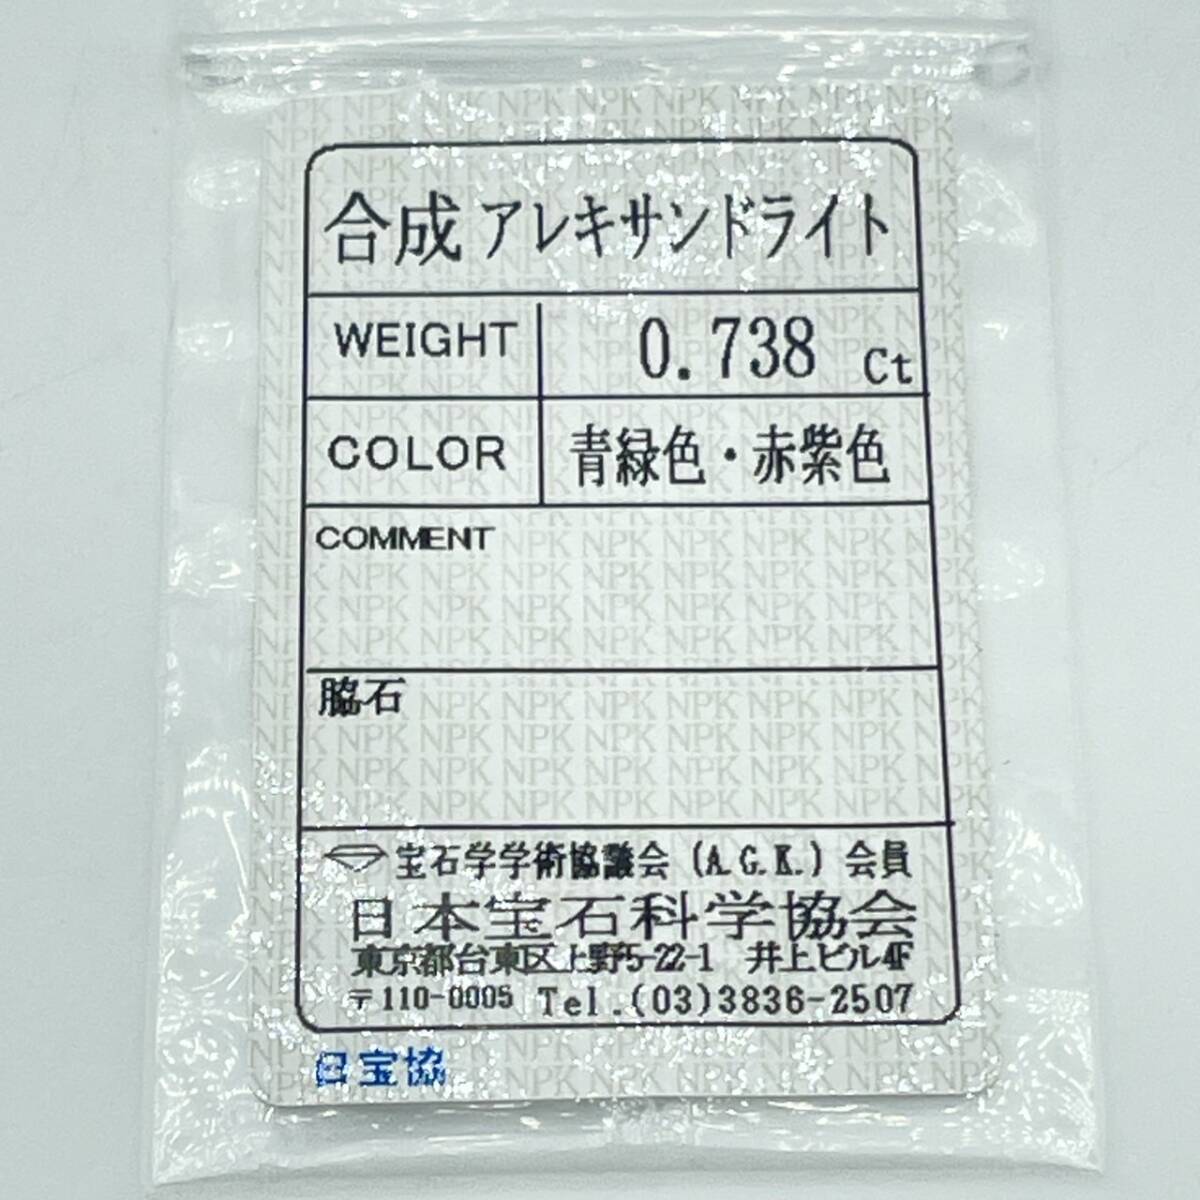 合成 アレキサンドライト
WEIGHT 0.738 Ct
COLOR 青緑色・赤紫色
COMMENT
脇石
宝石学学術協議会 (A.G.K.) 会員
日本宝石科学協会
東京都台東区上野5-22-1 井上ビル4F
〒110-0005 Tel.(03)3836-2507
日宝協